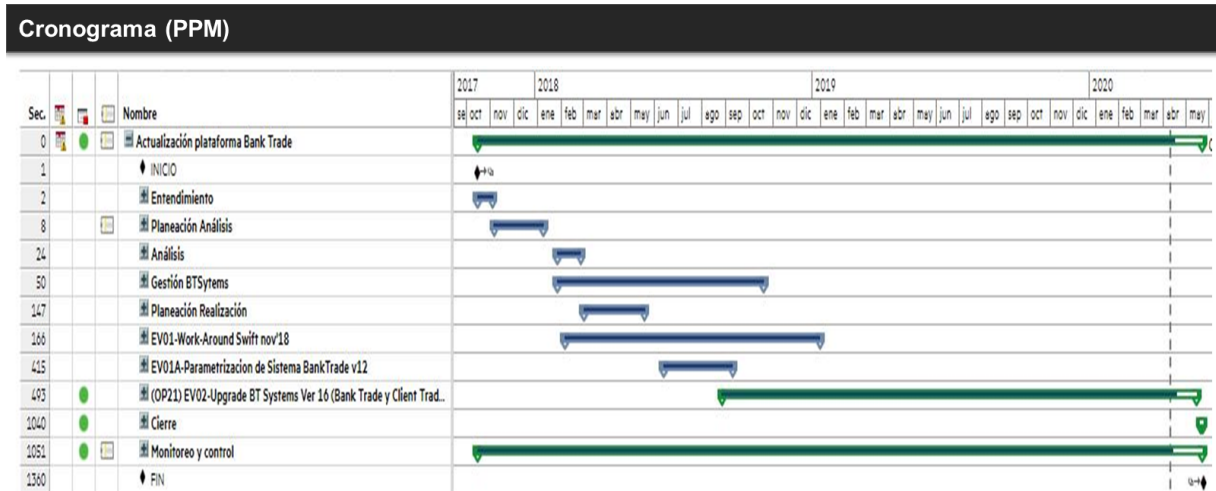 Cronograma (PPM)
2017 2018 2019 2020
Sec. Nombre se oct nov dic ene feb mar abr may jun jul ago sep oct nov dic ene feb mar abr may jun jul ago sep oct nov dic ene feb mar abr may
0 Actualización plataforma Bank Trade
1 INICIO
2 Entendimiento
8 Planeación Análisis
24 Análisis
50 Gestión BTSytems
147 Planeación Realización
166 EV01-Work-Around Swift nov'18
415 EV01A-Parametrizacion de Sistema BankTrade v12
493 (OP21) EV02-Upgrade BT Systems Ver 16 (Bank Trade y Client Trad...
1040 Cierre
1051 Monitoreo y control
1360 FIN